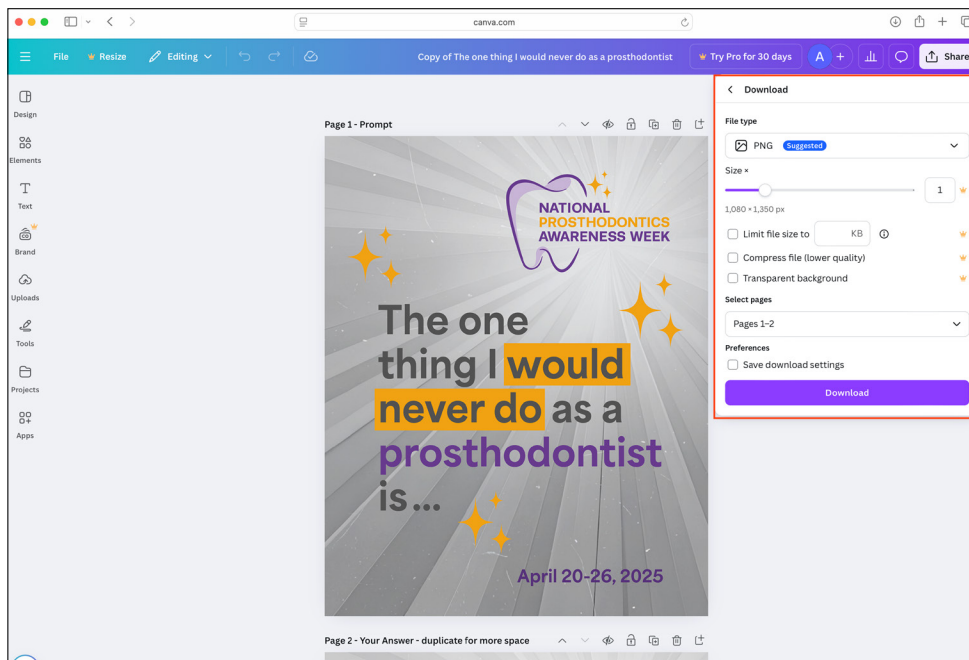 canva.com
File
Resize
Editing
Copy of The one thing I would never do as a prosthodontist
Try Pro for 30 days
A
Share
Design
Elements
Text
Brand
Uploads
Tools
Projects
Apps
Page 1 - Prompt
NATIONAL
PROSTHODONTICS
AWARENESS WEEK
The one
thing I would
never do as a
prosthodontist
is...
April 20-26, 2025
Page 2 - Your Answer - duplicate for more space
Download
File type
PNG Suggested
Size ×
1
1,080 × 1,350 px
Limit file size to KB
Compress file (lower quality)
Transparent background
Select pages
Pages 1–2
Preferences
Save download settings
Download